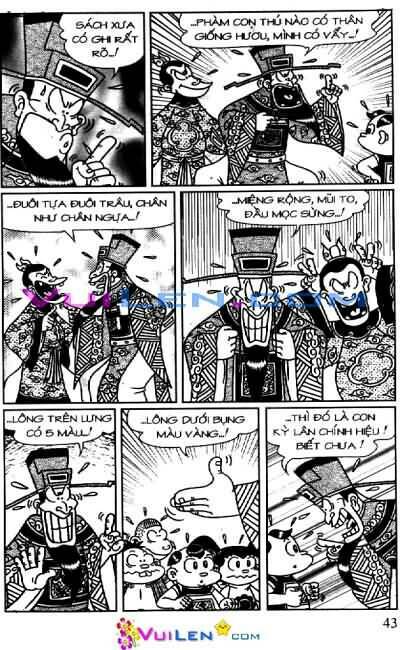 SÁCH XƯA
CÓ GHI RẤT
RÕ...!
...PHÀM CON THÚ NÀO CÓ THÂN
GIỐNG HƯƠU, MÌNH CÓ VẨY...!
...ĐUÔI TỰA ĐUÔI TRÂU, CHÂN
NHƯ CHÂN NGỰA...!
...MIỆNG RỘNG, MŨI TO,
ĐẦU MỌC SỪNG...!
VUILEN.COM
...LÔNG TRÊN LƯNG
CÓ 5 MÀU...!
...LÔNG DƯỚI BỤNG
MÀU VÀNG...!
...THÌ ĐÓ LÀ CON
KỲ LÂN CHÍNH HIỆU!
BIẾT CHƯA!
43
VUILEN.COM